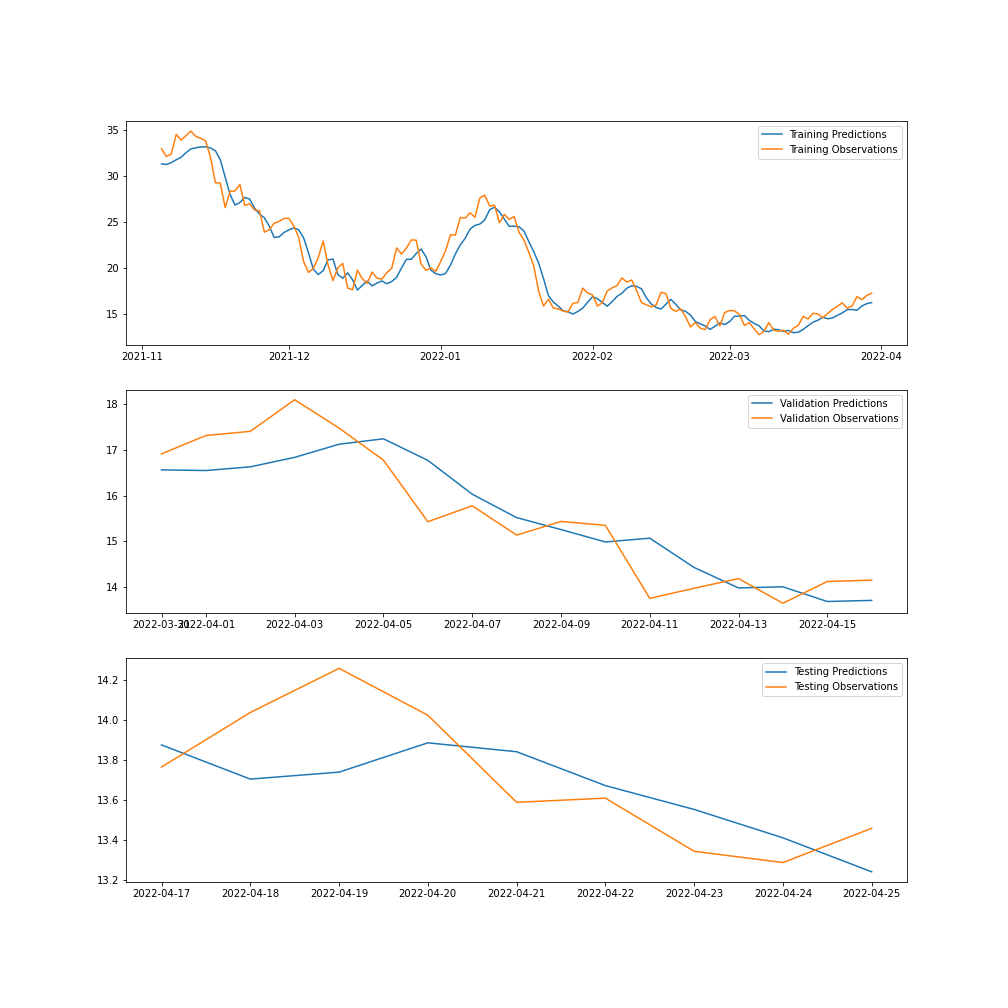 35
30
25
20
15
Training Predictions
Training Observations
2021-11 2021-12 2022-01 2022-02 2022-03 2022-04
18
17
16
15
14
Validation Predictions
Validation Observations
2022-03-31 2022-04-01 2022-04-03 2022-04-05 2022-04-07 2022-04-09 2022-04-11 2022-04-13 2022-04-15
14.2
14.0
13.8
13.6
13.4
13.2
Testing Predictions
Testing Observations
2022-04-17 2022-04-18 2022-04-19 2022-04-20 2022-04-21 2022-04-22 2022-04-23 2022-04-24 2022-04-25